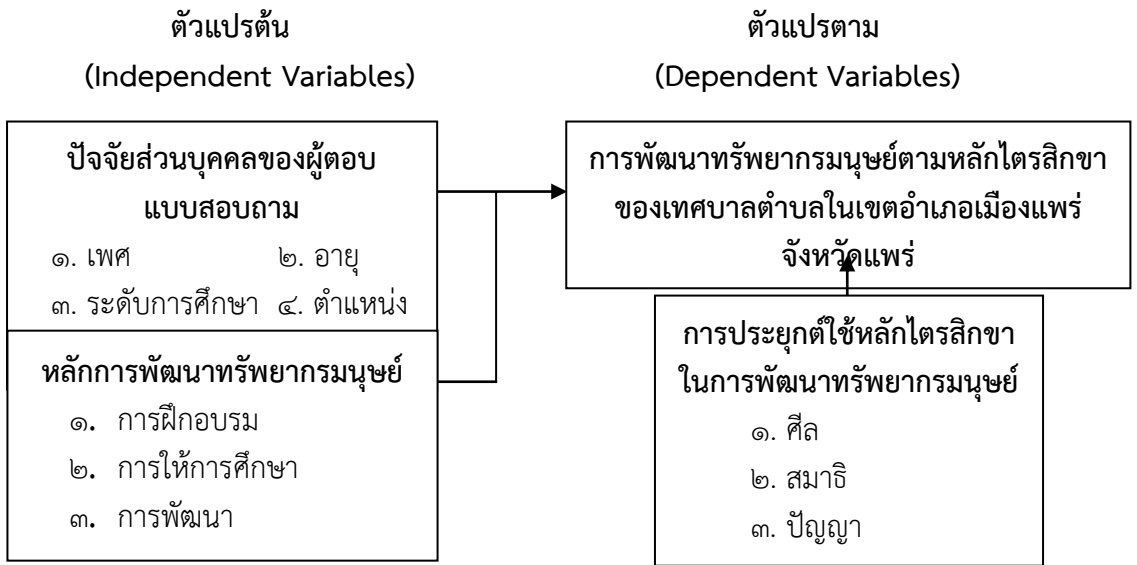 ตัวแปรต้น
(Independent Variables)
ตัวแปรตาม
(Dependent Variables)
ปัจจัยส่วนบุคคลของผู้ตอบ
แบบสอบถาม
๑. เพศ ๒. อายุ
๓. ระดับการศึกษา ๔. ตำแหน่ง
หลักการพัฒนาทรัพยากรมนุษย์
๑. การฝึกอบรม
๒. การให้การศึกษา
๓. การพัฒนา
การพัฒนาทรัพยากรมนุษย์ตามหลักไตรสิกขา
ของเทศบาลตำบลในเขตอำเภอเมืองแพร่
จังหวัดแพร่
การประยุกต์ใช้หลักไตรสิกขา
ในการพัฒนาทรัพยากรมนุษย์
๑. ศีล
๒. สมาธิ
๓. ปัญญา